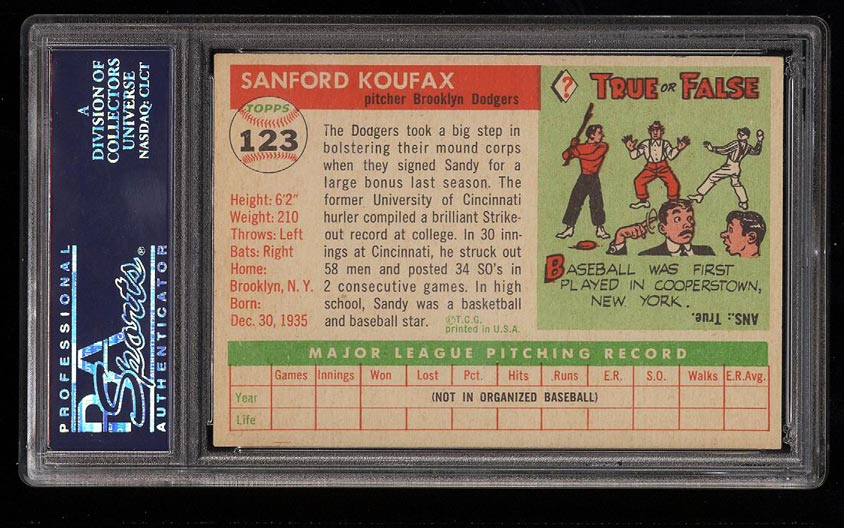 A
DIVISION OF
COLLECTORS
UNIVERSE
NASDAQ: CLCT
PROFESSIONAL
PSA
Sports®
AUTHENTICATOR
SANFORD KOUFAX
pitcher Brooklyn Dodgers
TOPPS
123
Height: 6'2"
Weight: 210
Throws: Left
Bats: Right
Home:
Brooklyn, N. Y.
Born:
Dec. 30, 1935
The Dodgers took a big step in
bolstering their mound corps
when they signed Sandy for a
large bonus last season. The
former University of Cincinnati
hurler compiled a brilliant Strike-
out record at college. In 30 inn-
ings at Cincinnati, he struck out
58 men and posted 34 SO's in
2 consecutive games. In high
school, Sandy was a basketball
and baseball star.
©T.C.G.
printed in U.S.A.
? TRUE OR FALSE
BASEBALL WAS FIRST
PLAYED IN COOPERSTOWN,
NEW YORK.
ANS.: True.
MAJOR LEAGUE PITCHING RECORD
Games Innings Won Lost Pct. Hits Runs E.R. S.O. Walks E.R.Avg.
Year (NOT IN ORGANIZED BASEBALL)
Life